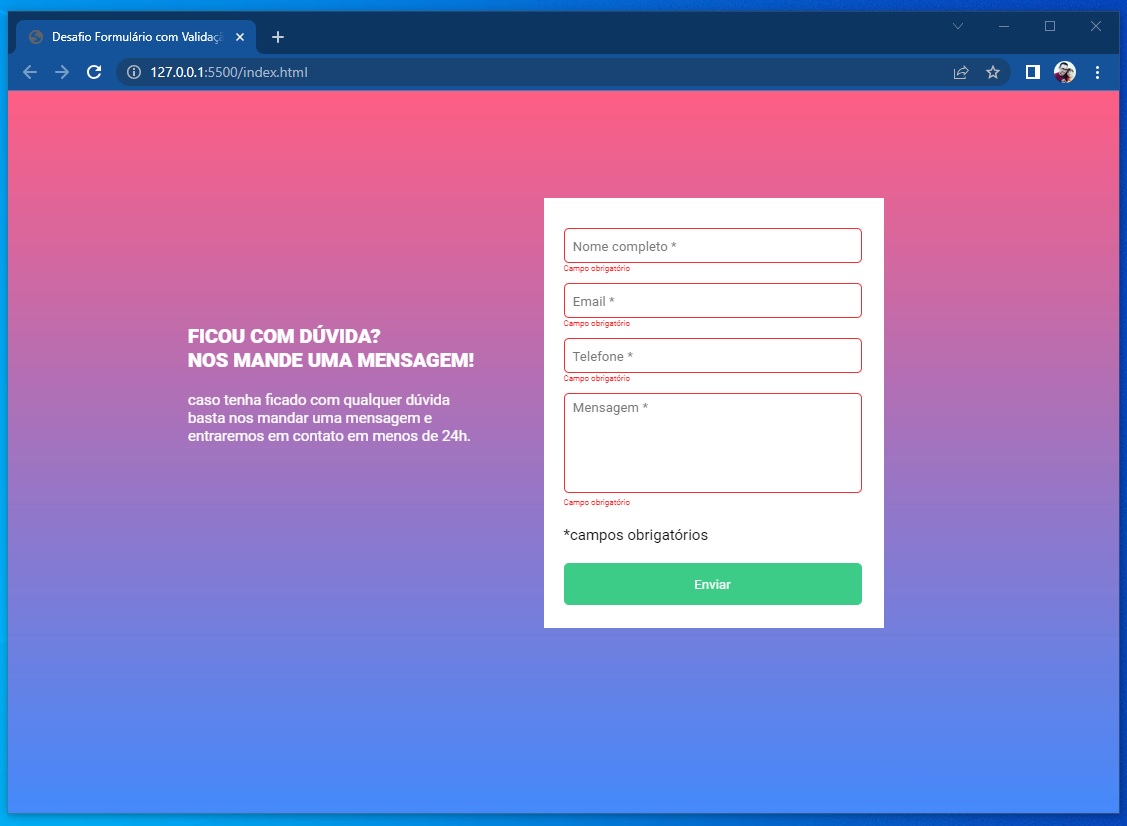 Desafio Formulário com Validaç
127.0.0.1:5500/index.html
FICOU COM DÚVIDA?
NOS MANDE UMA MENSAGEM!
caso tenha ficado com qualquer dúvida
basta nos mandar uma mensagem e
entraremos em contato em menos de 24h.
Nome completo *
Campo obrigatório
Email *
Campo obrigatório
Telefone *
Campo obrigatório
Mensagem *
Campo obrigatório
*campos obrigatórios
Enviar